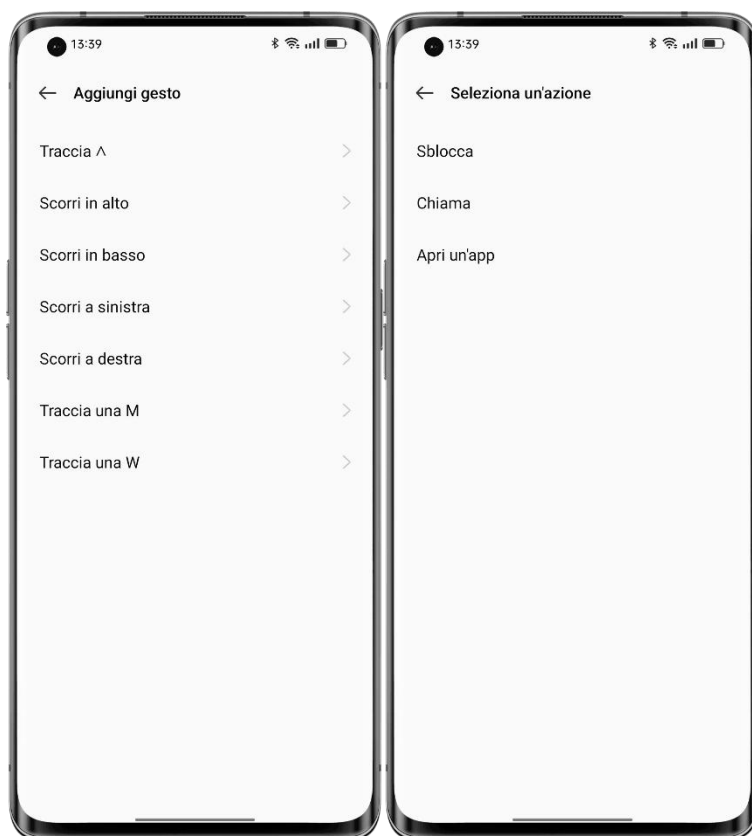 13:39
Aggiungi gesto
Traccia ᐱ
Scorri in alto
Scorri in basso
Scorri a sinistra
Scorri a destra
Traccia una M
Traccia una W
13:39
Seleziona un'azione
Sblocca
Chiama
Apri un'app